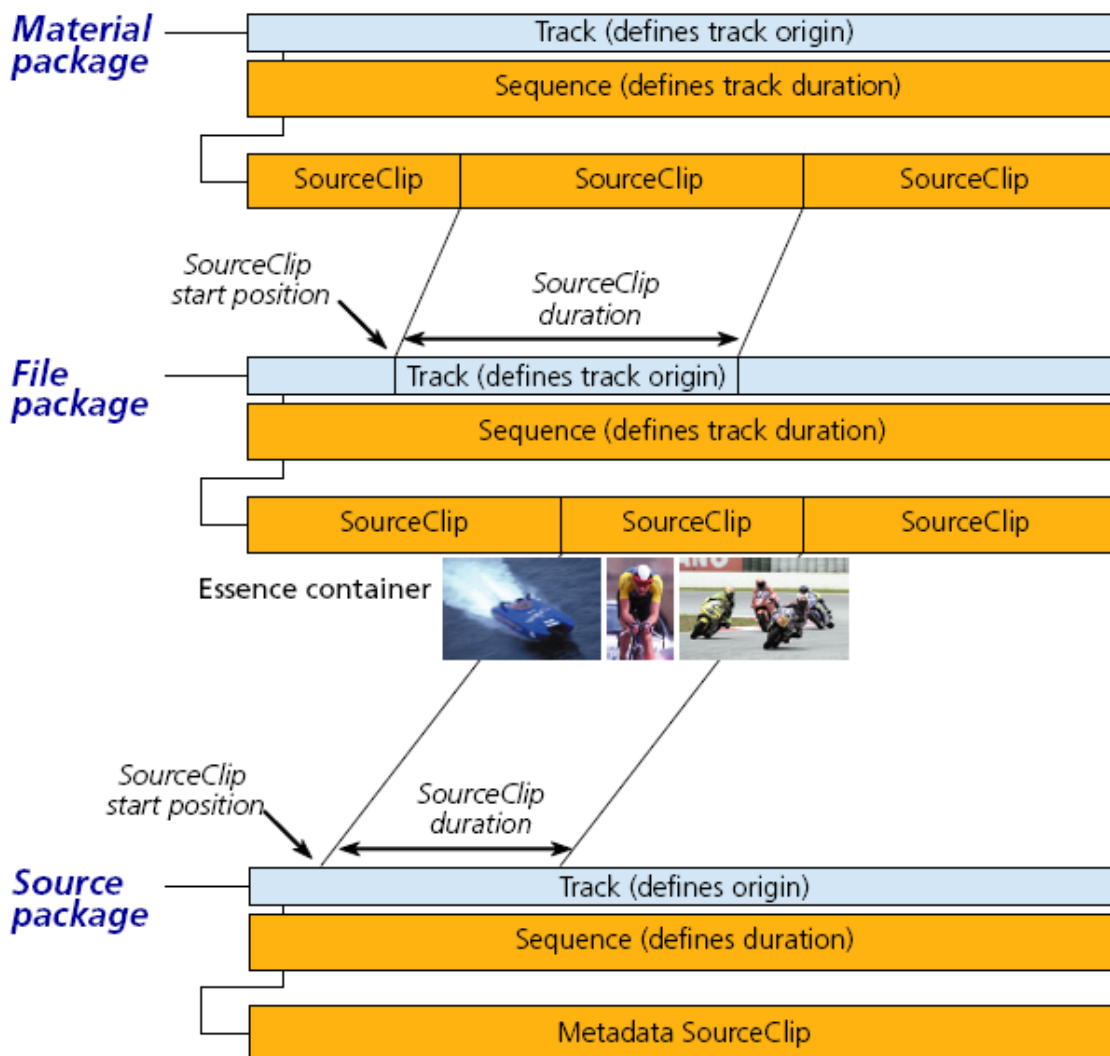 Material
package
Track (defines track origin)
Sequence (defines track duration)
SourceClip
SourceClip
SourceClip
SourceClip
start position
SourceClip
duration
File
package
Track (defines track origin)
Sequence (defines track duration)
SourceClip
SourceClip
SourceClip
Essence container
SourceClip
start position
SourceClip
duration
Source
package
Track (defines origin)
Sequence (defines duration)
Metadada SourceClip